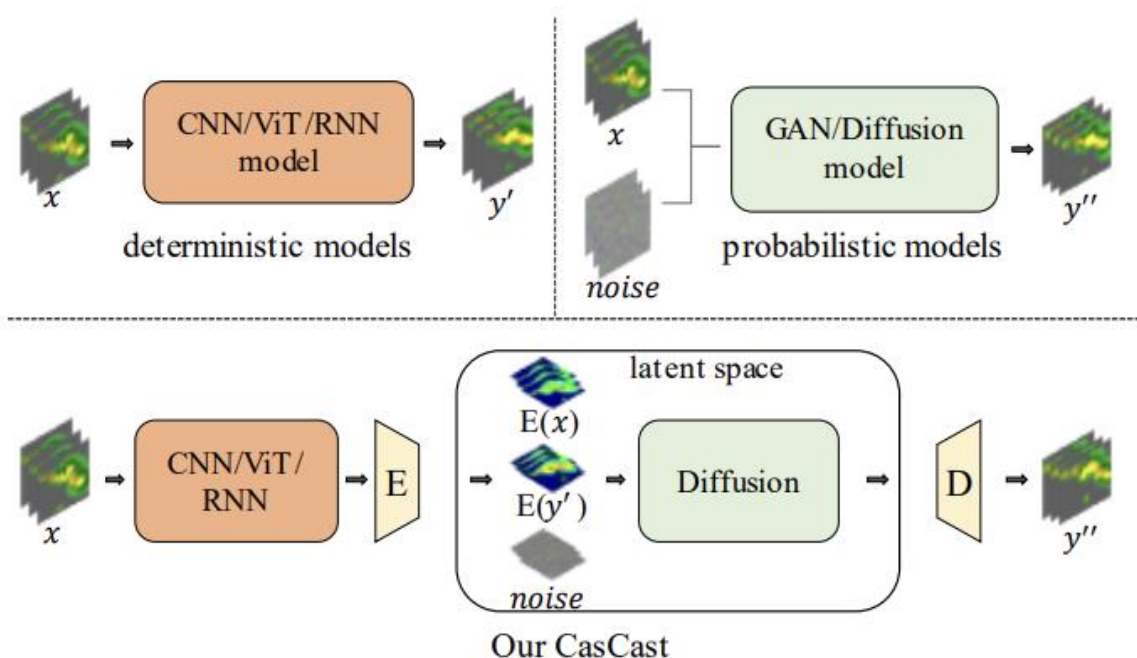 CNN/ViT/RNN
model
x
y′
deterministic models
x
noise
GAN/Diffusion
model
y′′
probabilistic models
latent space
x
CNN/ViT/
RNN
E
E(x)
E(y′)
noise
Diffusion
D
y′′
Our CasCast